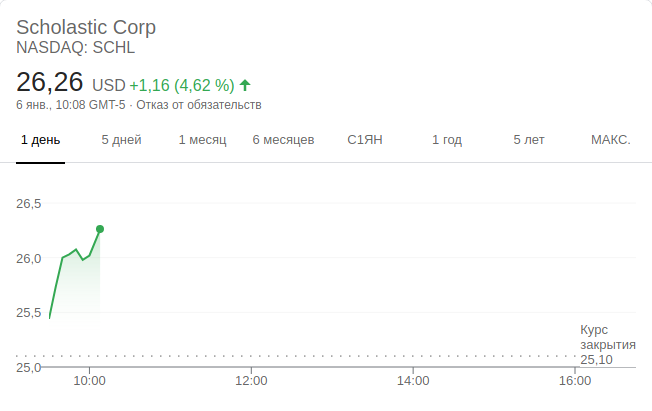 Scholastic Corp
NASDAQ: SCHL
26,26 USD +1,16 (4,62 %)
6 янв., 10:08 GMT-5 · Отказ от обязательств
1 день 5 дней 1 месяц 6 месяцев С1ЯН 1 год 5 лет МАКС.
26,5
26,0
25,5
Курс
закрытия
25,10
25,0
10:00 12:00 14:00 16:00